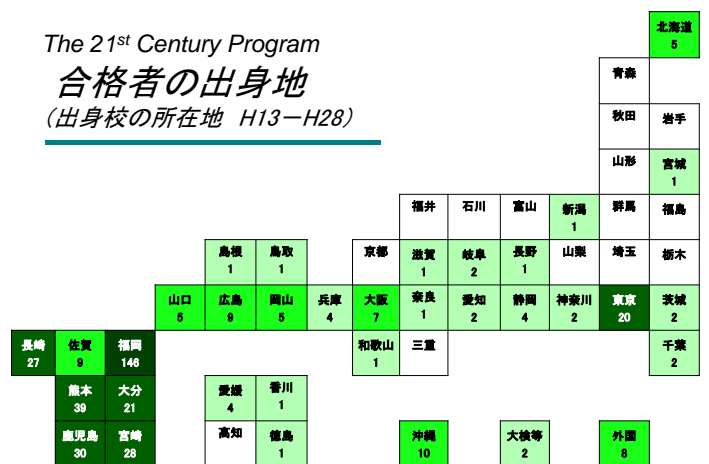 The 21st Century Program
合格者の出身地
（出身校の所在地　H13－H28）
北海道
5
青森
秋田 岩手
山形 宮城
1
福井 石川 富山 新潟 群馬 福島
1
島根 鳥取 京都 滋賀 岐阜 長野 山梨 埼玉 栃木
1 1 1 2 1
山口 広島 岡山 兵庫 大阪 奈良 愛知 静岡 神奈川 東京 茨城
5 9 5 4 7 1 2 4 2 20 2
長崎 佐賀 福岡 和歌山 三重 千葉
27 9 146 1 2
熊本 大分 愛媛 香川
39 21 4 1
鹿児島 宮崎 高知 徳島 沖縄 大検等 外国
30 28 1 10 2 8